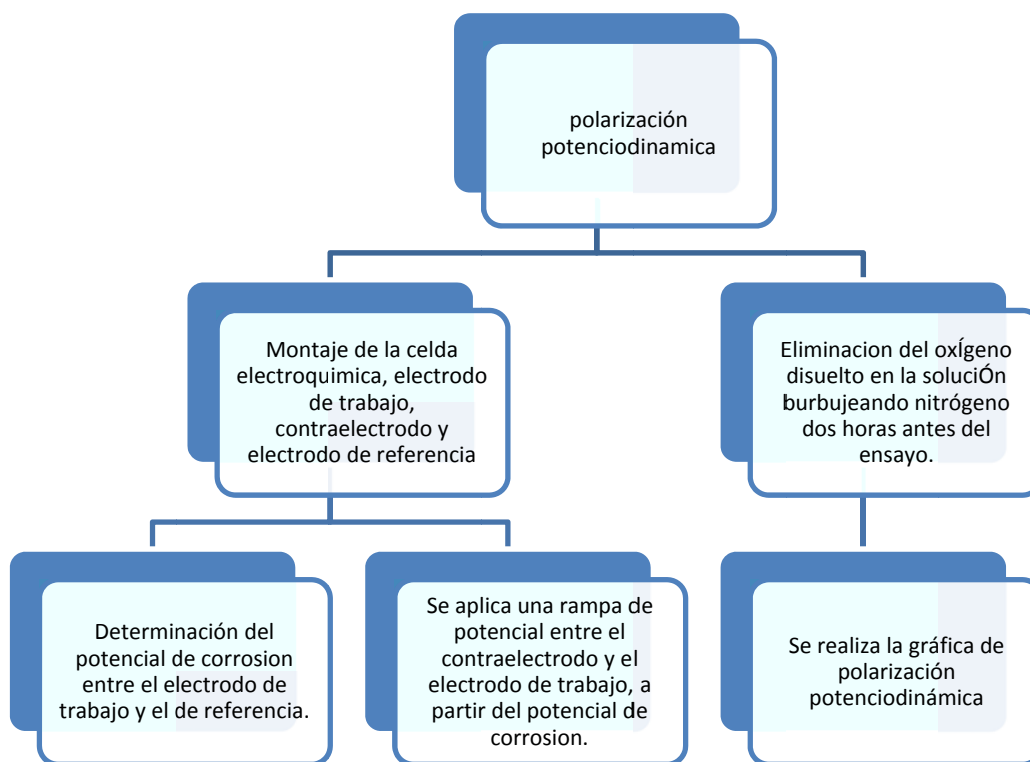 polarización
potenciodinamica
Montaje de la celda
electroquimica, electrodo
de trabajo,
contraelectrodo y
electrodo de referencia
Eliminacion del oxÍgeno
disuelto en la soluciÓn
burbujeando nitrógeno
dos horas antes del
ensayo.
Determinación del
potencial de corrosion
entre el electrodo de
trabajo y el de referencia.
Se aplica una rampa de
potencial entre el
contraelectrodo y el
electrodo de trabajo, a
partir del potencial de
corrosion.
Se realiza la gráfica de
polarización
potenciodinámica